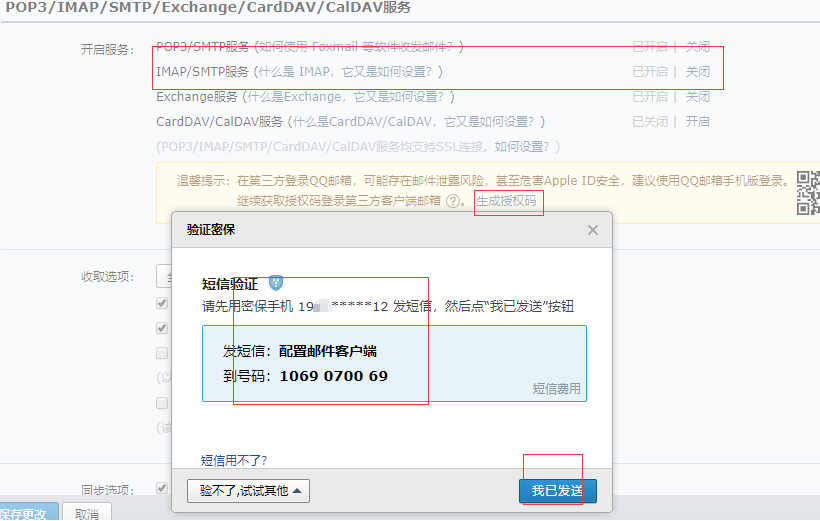 POP3/IMAP/SMTP/Exchange/CardDAV/CalDAV服务
开启服务: POP3/SMTP服务 (如何使用 Foxmail 等软件收发邮件?) 已开启 | 关闭
IMAP/SMTP服务 (什么是 IMAP，它又是如何设置?) 已开启 | 关闭
Exchange服务 (什么是Exchange，它又是如何设置?) 已开启 | 关闭
CardDAV/CalDAV服务 (什么是CardDAV/CalDAV，它又是如何设置?) 已关闭 | 开启
(POP3/IMAP/SMTP/CardDAV/CalDAV服务均支持SSL连接。如何设置?)
温馨提示: 在第三方登录QQ邮箱，可能存在邮件泄露风险，甚至危害Apple ID安全，建议使用QQ邮箱手机版登录。
继续获取授权码登录第三方客户端邮箱 ? 。 生成授权码
验证密保
收取选项:
短信验证
请先用密保手机 19*****12 发短信，然后点“我已发送”按钮
发短信: 配置邮件客户端
到号码: 1069 0700 69
短信费用
短信用不了?
同步选项:
验不了,试试其他
我已发送
保存更改
取消